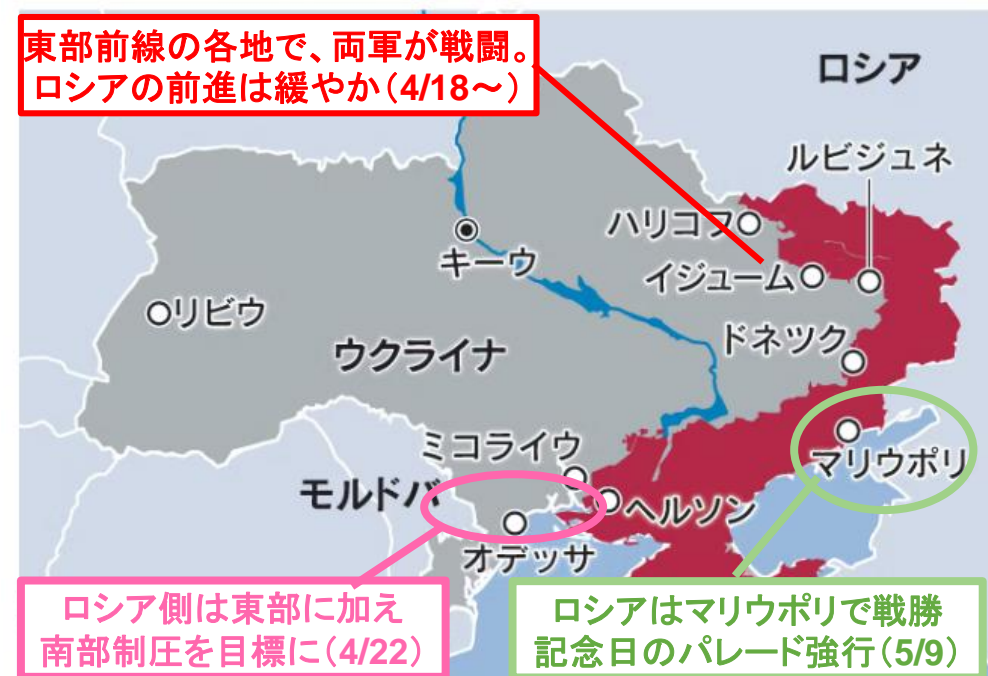 東部前線の各地で、両軍が戦闘。
ロシアの前進は緩やか（4/18～）
ロシア
ルビジュネ
ハリコフ
キーウ
イジューム
リビウ
ドネツク
ウクライナ
ミコライウ
マリウポリ
モルドバ
ヘルソン
オデッサ
ロシア側は東部に加え
南部制圧を目標に（4/22）
ロシアはマリウポリで戦勝
記念日のパレード強行（5/9）